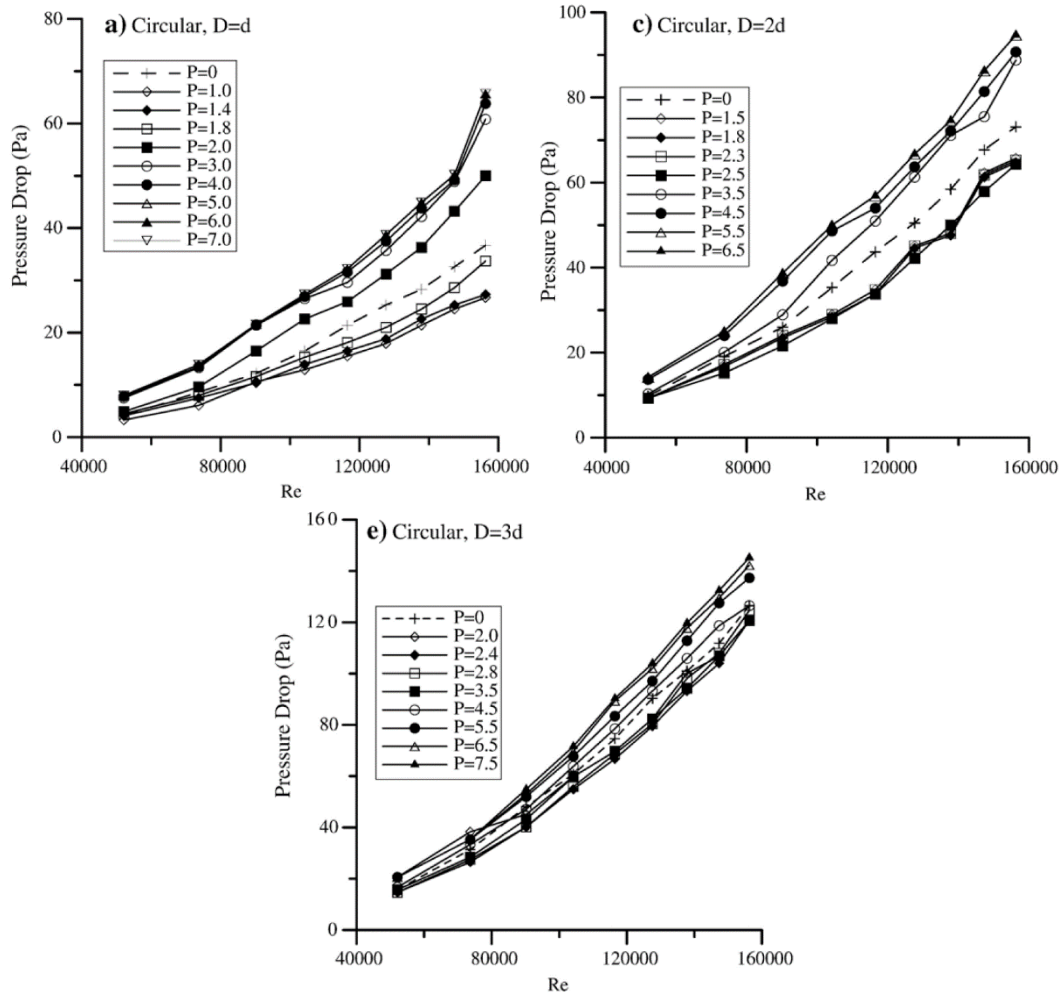 a) Circular, D=d
80
60
40
20
0
Pressure Drop (Pa)
P=0
P=1.0
P=1.4
P=1.8
P=2.0
P=3.0
P=4.0
P=5.0
P=6.0
P=7.0
40000 80000 120000 160000
Re
c) Circular, D=2d
100
80
60
40
20
0
Pressure Drop (Pa)
P=0
P=1.5
P=1.8
P=2.3
P=2.5
P=3.5
P=4.5
P=5.5
P=6.5
40000 80000 120000 160000
Re
e) Circular, D=3d
160
120
80
40
0
Pressure Drop (Pa)
P=0
P=2.0
P=2.4
P=2.8
P=3.5
P=4.5
P=5.5
P=6.5
P=7.5
40000 80000 120000 160000
Re